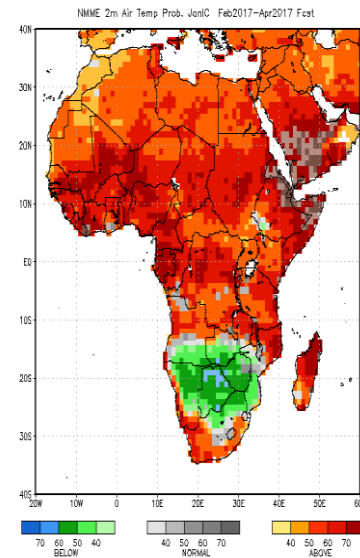 NMME 2m Air Temp Prob. JanIC Feb2017-Apr2017 Fcst
40N
30N
20N
10N
EQ
10S
20S
30S
40S
20W 10W 0 10E 20E 30E 40E 50E 60E
70 60 50 40 40 50 60 70 40 50 60 70
BELOW NORMAL ABOVE